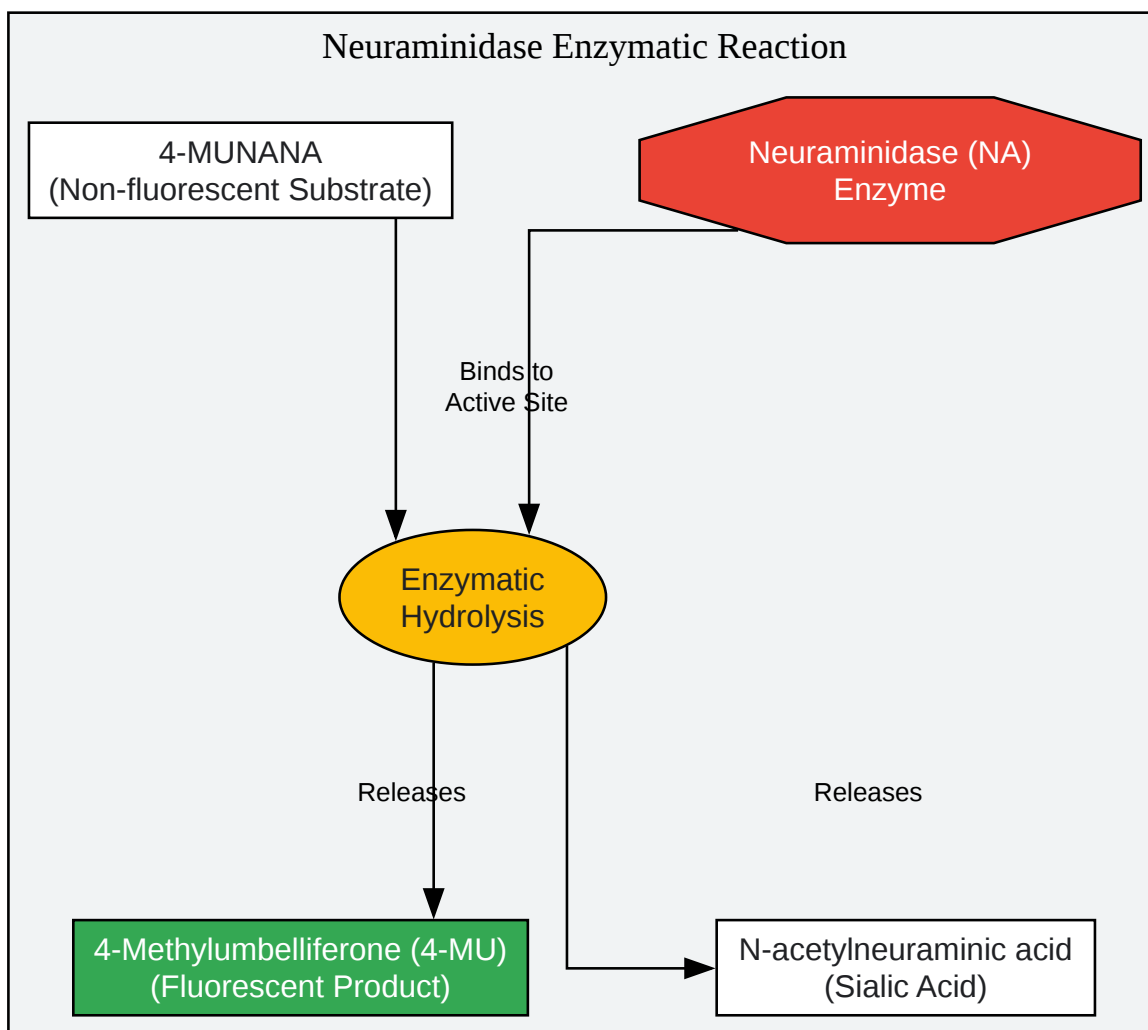 Neuraminidase Enzymatic Reaction
4-MUNANA
(Non-fluorescent Substrate)
Neuraminidase (NA)
Enzyme
Binds to
Active Site
Enzymatic
Hydrolysis
Releases
Releases
4-Methylumbelliferone (4-MU)
(Fluorescent Product)
N-acetylneuraminic acid
(Sialic Acid)